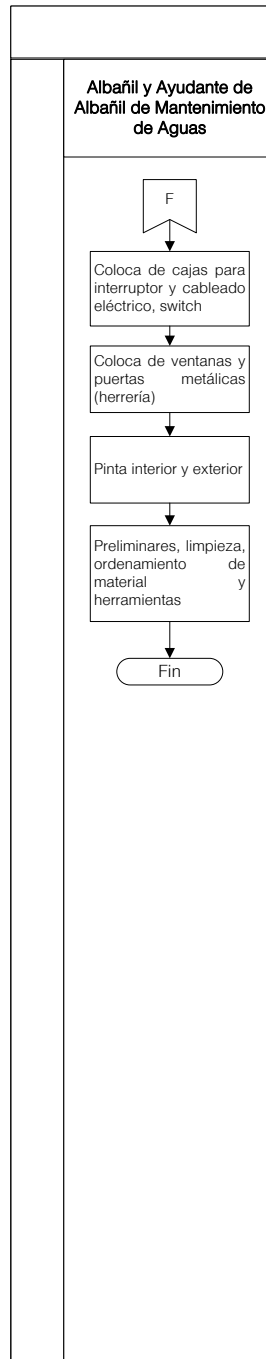 Albañil y Ayudante de
Albañil de Mantenimiento
de Aguas
F
Coloca de cajas para
interruptor y cableado
eléctrico, switch
Coloca de ventanas y
puertas metálicas
(herrería)
Pinta interior y exterior
Preliminares, limpieza,
ordenamiento de
material y
herramientas
Fin